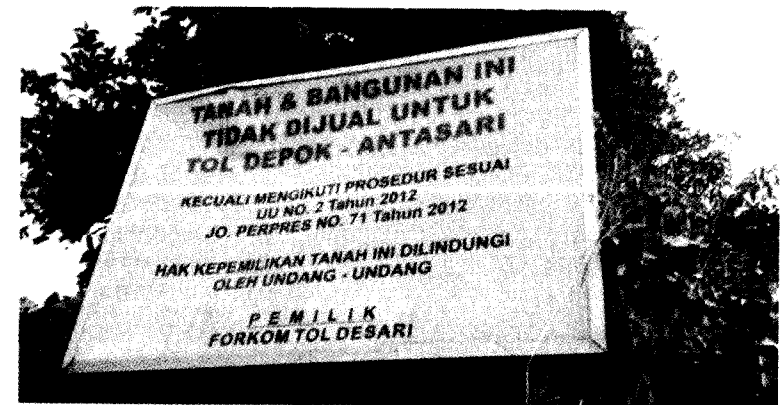 TANAH & BANGUNAN INI
TIDAK DIJUAL UNTUK
TOL DEPOK - ANTASARI
KECUALI MENGIKUTI PROSEDUR SESUAI
UU NO. 2 Tahun 2012
JO. PERPRES NO. 71 Tahun 2012
HAK KEPEMILIKAN TANAH INI DILINDUNGI
OLEH UNDANG - UNDANG
P E M I L I K
FORKOM TOL DESARI